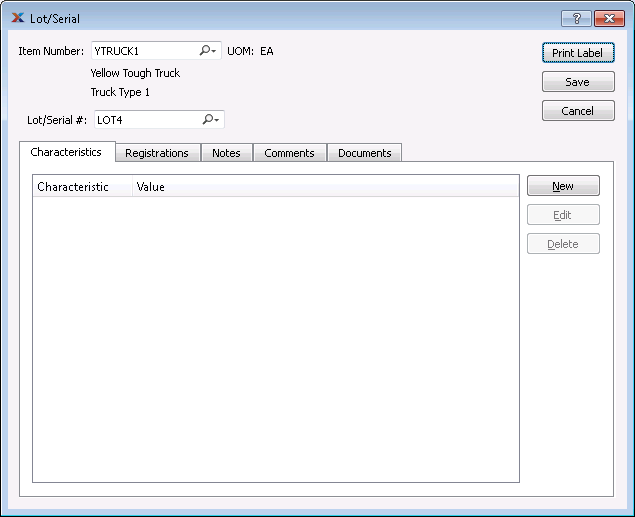 Lot/Serial
?
Item Number: YTRUCK1 UOM: EA
Print Label
Yellow Tough Truck
Save
Truck Type 1
Cancel
Lot/Serial #: LOT4
Characteristics Registrations Notes Comments Documents
Characteristic Value
New
Edit
Delete